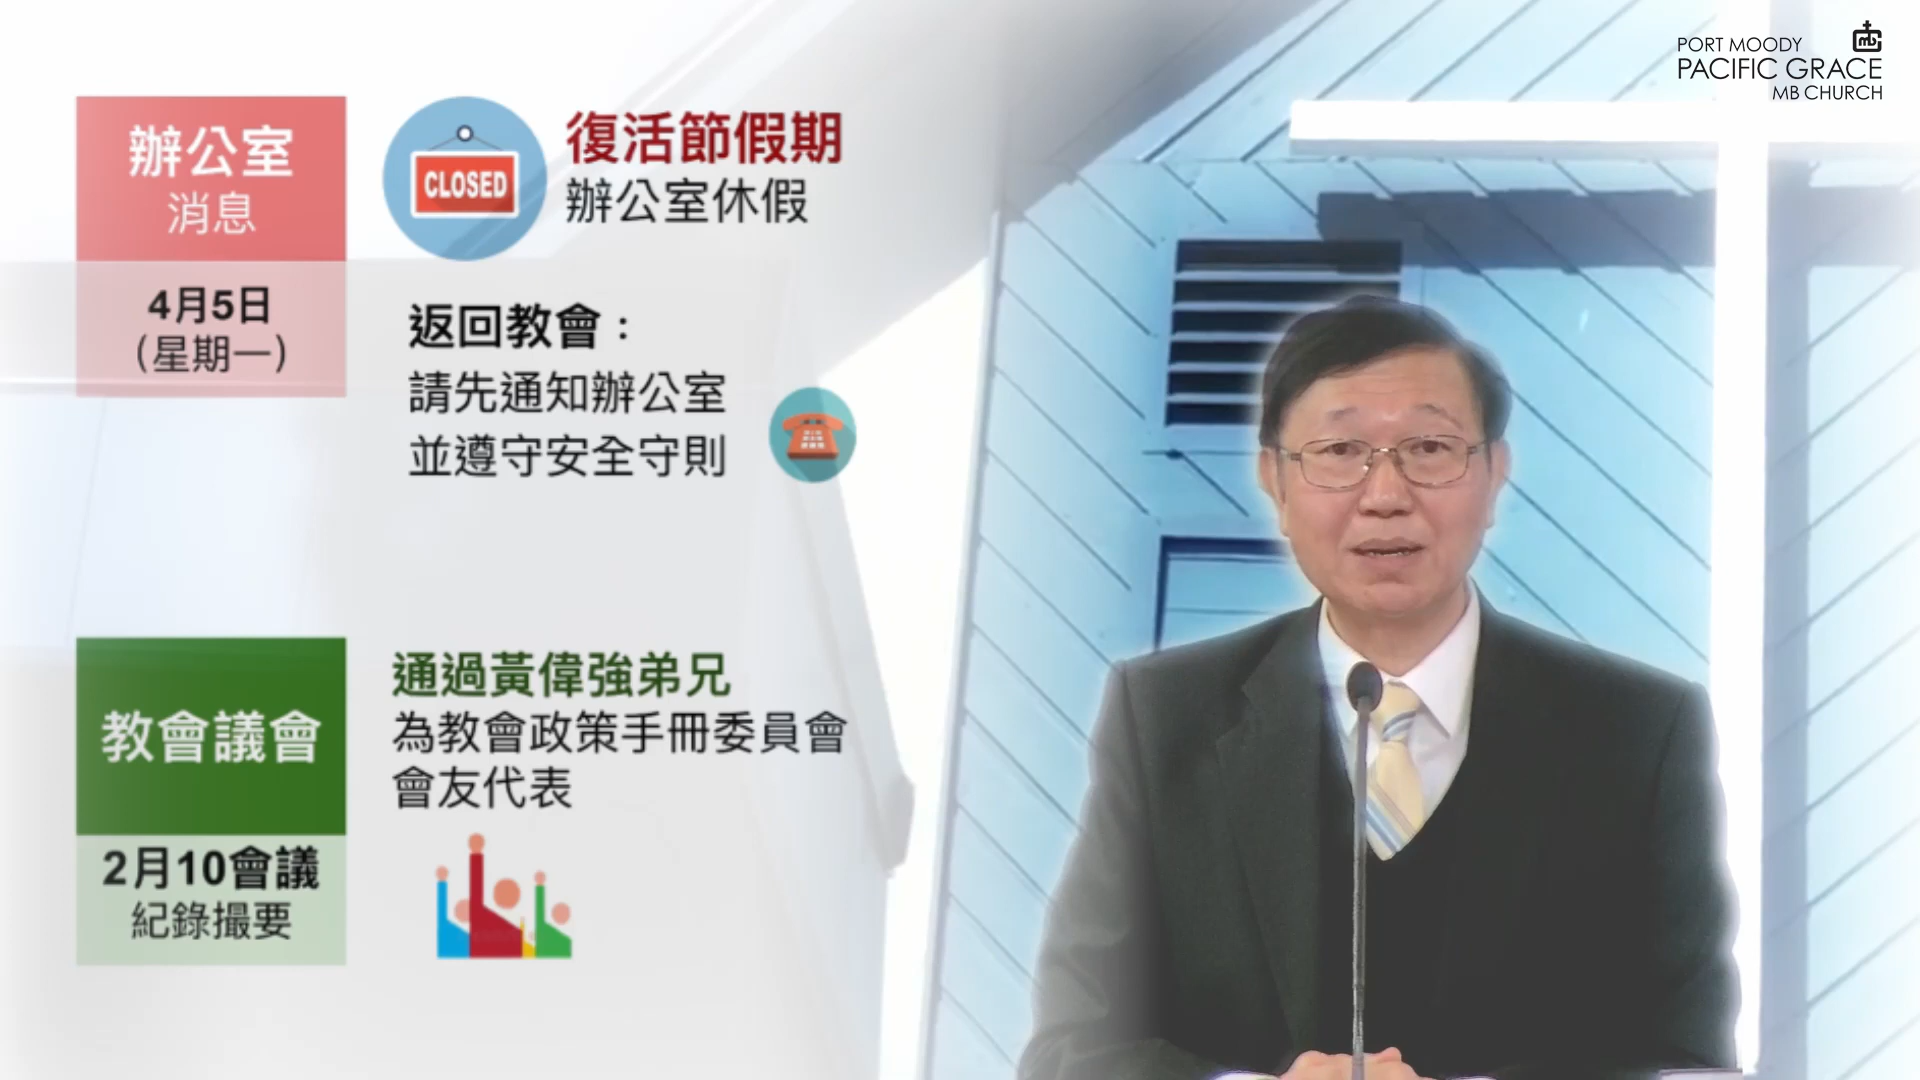 PORT MOODY
PACIFIC GRACE
MB CHURCH
辦公室
消息
4月5日
(星期一)
CLOSED
復活節假期
辦公室休假
返回教會：
請先通知辦公室
並遵守安全守則
教會議會
2月10會議
紀錄撮要
通過黃偉強弟兄
為教會政策手冊委員會
會友代表